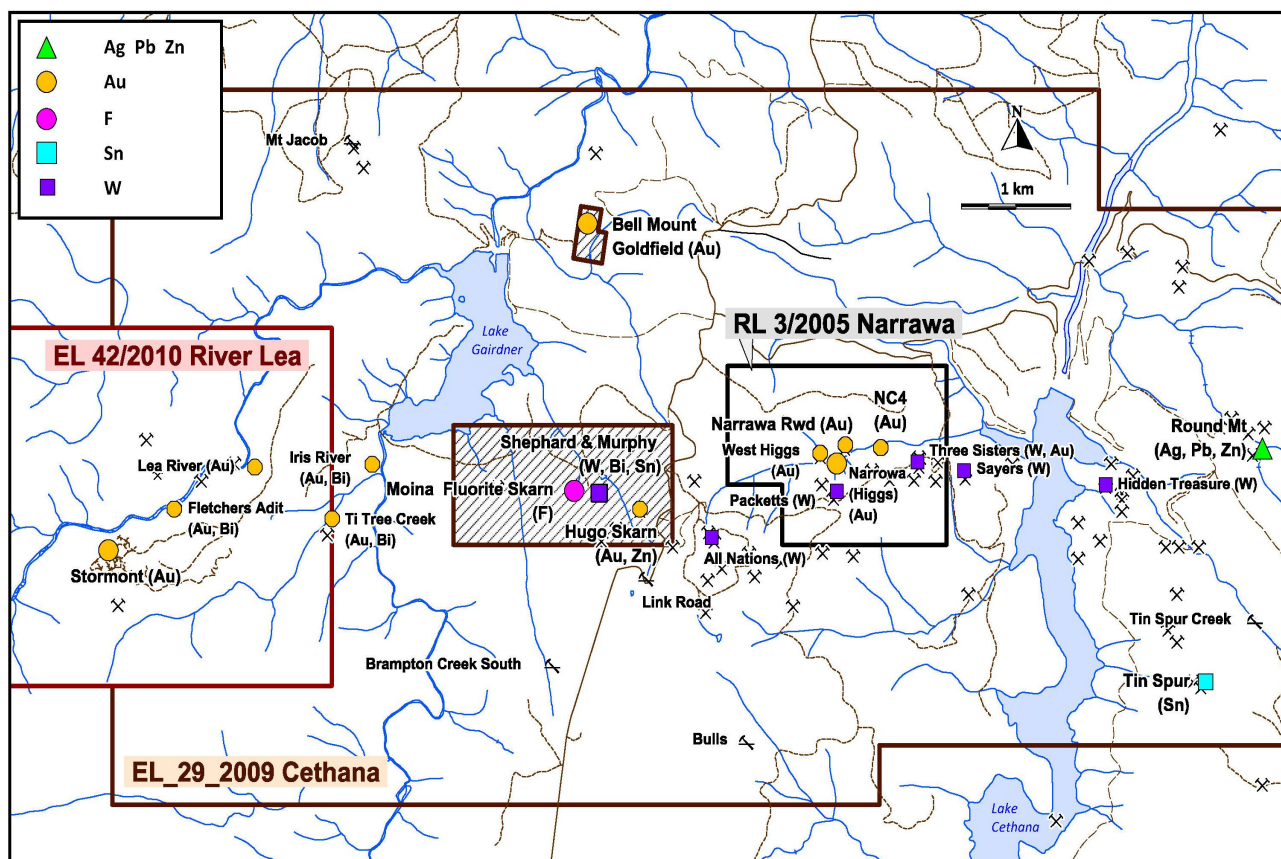 Ag Pb Zn
Au
F
Sn
W
Mt Jacob
N
1 km
Bell Mount
Goldfield (Au)
Lake
Gairdner
RL 3/2005 Narrawa
EL 42/2010 River Lea
NC4
(Au)
Narrawa Rwd (Au)
West Higgs
(Au)
Narrowa
(Higgs)
(Au)
Packetts (W)
Three Sisters (W, Au)
Sayers (W)
Round Mt
(Ag, Pb, Zn)
Hidden Treasure (W)
Shephard & Murphy
(W, Bi, Sn)
Moina Fluorite Skarn
(F)
Hugo Skarn
(Au, Zn)
Lea River (Au)
Iris River
(Au, Bi)
Fletchers Adit
(Au, Bi)
Ti Tree Creek
(Au, Bi)
Stormont (Au)
All Nations (W)
Link Road
Tin Spur Creek
Brampton Creek South
Tin Spur
(Sn)
Bulls
EL_29_2009 Cethana
Lake
Cethana